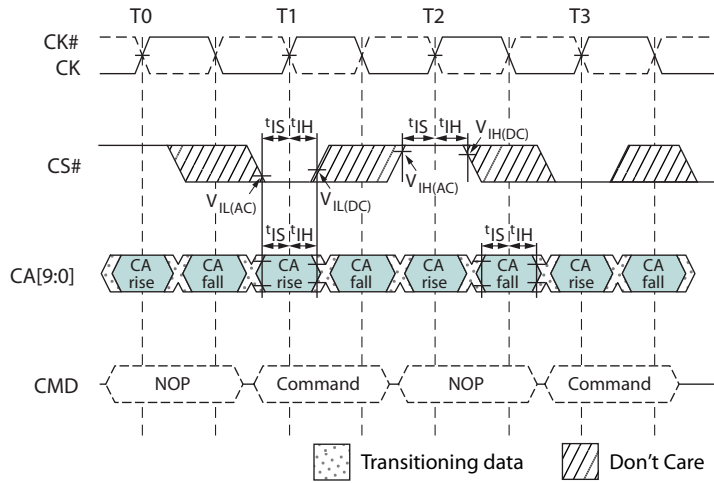 T0 T1 T2 T3
CK#
CK
tIS tIH tIS tIH VIH(DC)
CS#
VIL(AC) VIL(DC) VIH(AC)
tIS tIH tIS tIH
CA[9:0] CA rise CA fall CA rise CA fall CA rise CA fall CA rise CA fall
CMD NOP Command NOP Command
Transitioning data Don't Care